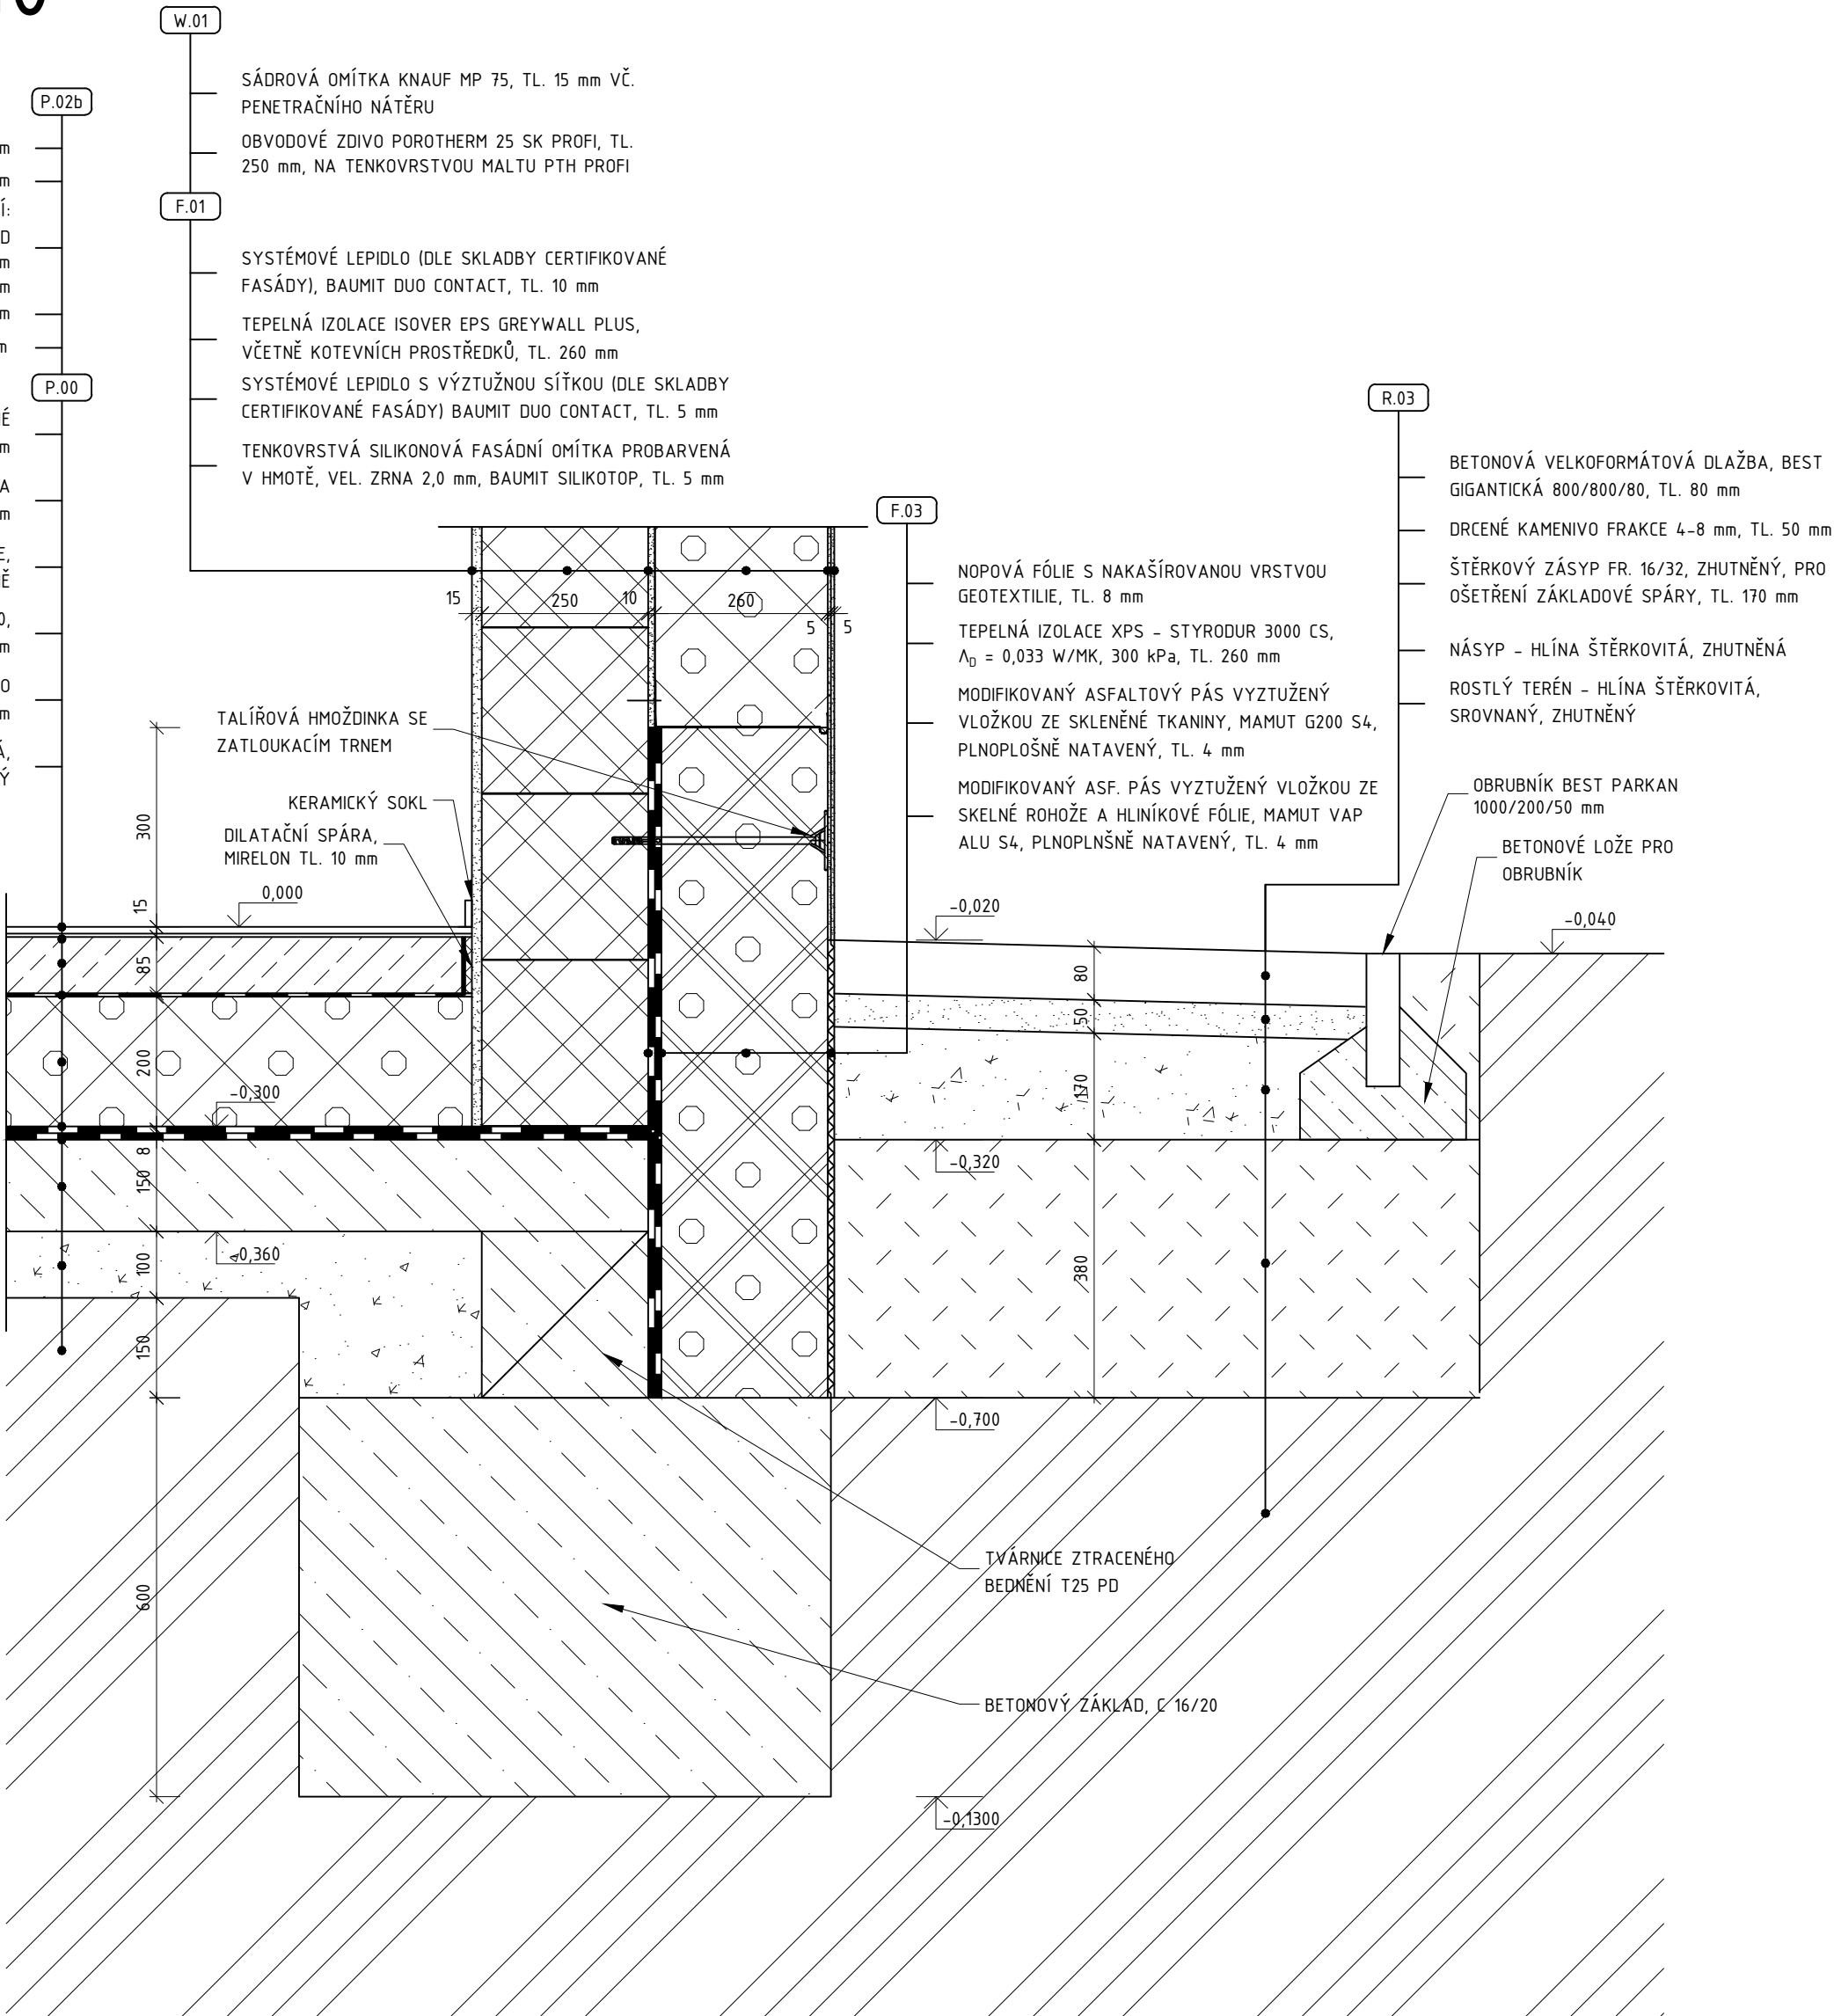 W.01
SÁDROVÁ OMÍTKA KNAUF MP 75, TL. 15 mm VČ.
PENETRAČNÍHO NÁTĚRU
OBVODOVÉ ZDIVO POROTHERM 25 SK PROFI, TL.
250 mm, NA TENKOVRSTVOU MALTU PTH PROFI
F.01
SYSTÉMOVÉ LEPIDLO (DLE SKLADBY CERTIFIKOVANÉ
FASÁDY), BAUMIT DUO CONTACT, TL. 10 mm
TEPELNÁ IZOLACE ISOVER EPS GREYWALL PLUS,
VČETNĚ KOTEVNÍCH PROSTŘEDKŮ, TL. 260 mm
SYSTÉMOVÉ LEPIDLO S VÝZTUŽNOU SÍŤKOU (DLE SKLADBY
CERTIFIKOVANÉ FASÁDY) BAUMIT DUO CONTACT, TL. 5 mm
TENKOVRSTVÁ SILIKONOVÁ FASÁDNÍ OMÍTKA PROBARVENÁ
V HMOTĚ, VEL. ZRNA 2,0 mm, BAUMIT SILIKOTOP, TL. 5 mm
P.02b
m
m
Í:
D
m
m
m
m
P.00
m
A
m
E,
Ě
0,
m
O
m
Á,
Ý
F.03
NOPOVÁ FÓLIE S NAKAŠÍROVANOU VRSTVOU
GEOTEXTILIE, TL. 8 mm
TEPELNÁ IZOLACE XPS - STYRODUR 3000 CS,
ΛD = 0,033 W/MK, 300 kPa, TL. 260 mm
MODIFIKOVANÝ ASFALTOVÝ PÁS VYZTUŽENÝ
VLOŽKOU ZE SKLENĚNÉ TKANINY, MAMUT G200 S4,
PLNOPLOŠNĚ NATAVENÝ, TL. 4 mm
MODIFIKOVANÝ ASF. PÁS VYZTUŽENÝ VLOŽKOU ZE
SKELNÉ ROHOŽE A HLINÍKOVÉ FÓLIE, MAMUT VAP
ALU S4, PLNOPLNŠNĚ NATAVENÝ, TL. 4 mm
R.03
BETONOVÁ VELKOFORMÁTOVÁ DLAŽBA, BEST
GIGANTICKÁ 800/800/80, TL. 80 mm
DRCENÉ KAMENIVO FRAKCE 4-8 mm, TL. 50 mm
ŠTĚRKOVÝ ZÁSYP FR. 16/32, ZHUTNĚNÝ, PRO
OŠETŘENÍ ZÁKLADOVÉ SPÁRY, TL. 170 mm
NÁSYP - HLÍNA ŠTĚRKOVITÁ, ZHUTNĚNÁ
ROSTLÝ TERÉN - HLÍNA ŠTĚRKOVITÁ,
SROVNANÝ, ZHUTNĚNÝ
OBRUBNÍK BEST PARKAN
1000/200/50 mm
BETONOVÉ LOŽE PRO
OBRUBNÍK
15
250
10
260
5
5
TALÍŘOVÁ HMOŽDINKA SE
ZATLOUKACÍM TRNEM
KERAMICKÝ SOKL
DILATAČNÍ SPÁRA,
MIRELON TL. 10 mm
0,000
300
15
85
200
8
150
100
150
600
-0,300
-0,360
-0,020
-0,040
80
50
170
380
-0,320
-0,700
-0,1300
TVÁRNICE ZTRACENÉHO
BEDNĚNÍ T25 PD
BETONOVÝ ZÁKLAD, C 16/20